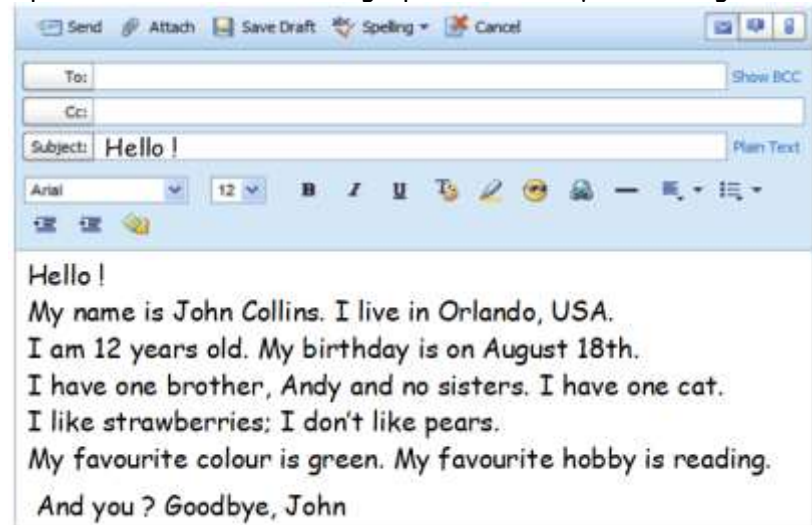 Send Attach Save Draft Spelling Cancel
To: Show BCC
Cc:
Subject: Hello ! Plain Text
Arial 12 B I U
Hello !
My name is John Collins. I live in Orlando, USA.
I am 12 years old. My birthday is on August 18th.
I have one brother, Andy and no sisters. I have one cat.
I like strawberries; I don't like pears.
My favourite colour is green. My favourite hobby is reading.
And you ? Goodbye, John